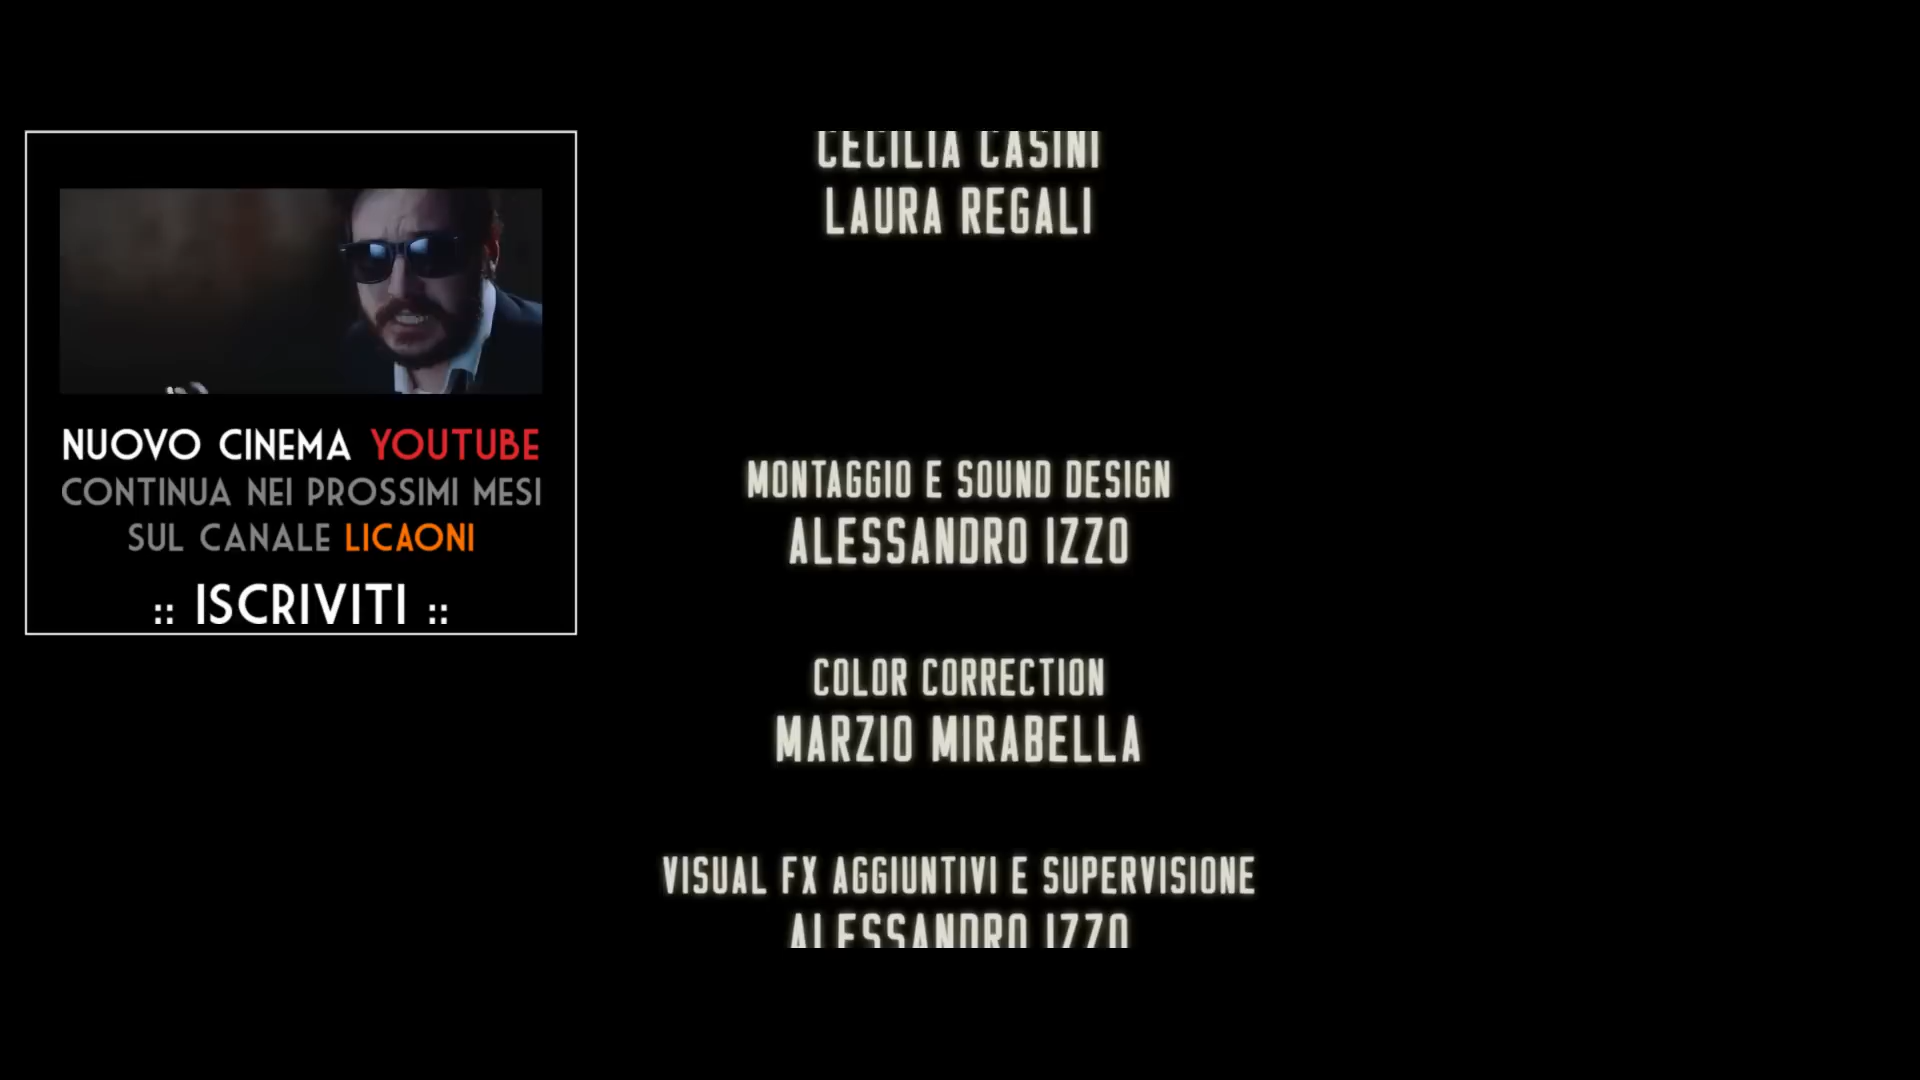 NUOVO CINEMA YOUTUBE
CONTINUA NEI PROSSIMI MESI
SUL CANALE LICAONI
:: ISCRIVITI ::
CECILIA CASINI
LAURA REGALI
MONTAGGIO E SOUND DESIGN
ALESSANDRO IZZO
COLOR CORRECTION
MARZIO MIRABELLA
VISUAL FX AGGIUNTIVI E SUPERVISIONE
ALESSANDRO IZZO